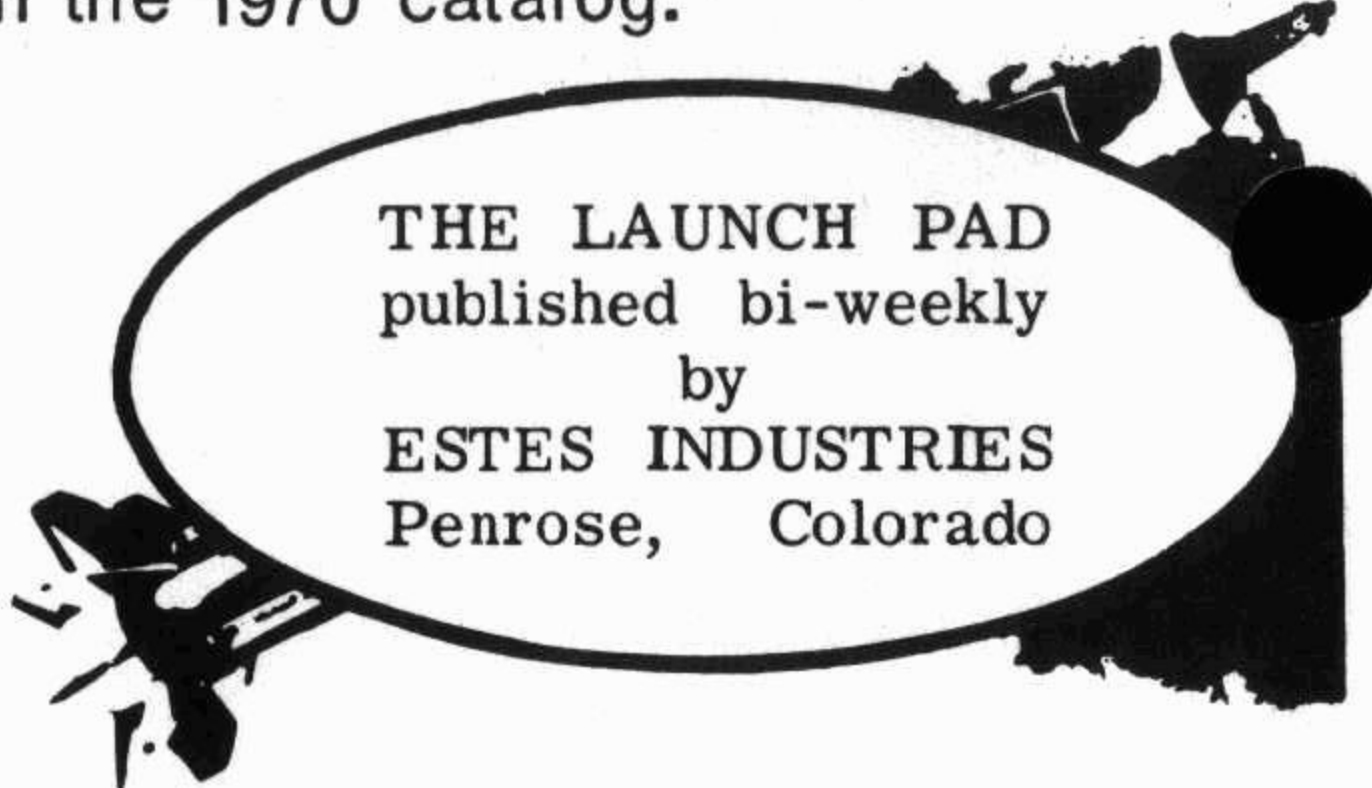 the 1970 catalog.
THE LAUNCH PAD
published bi-weekly
by
ESTES INDUSTRIES
Penrose, Colorado